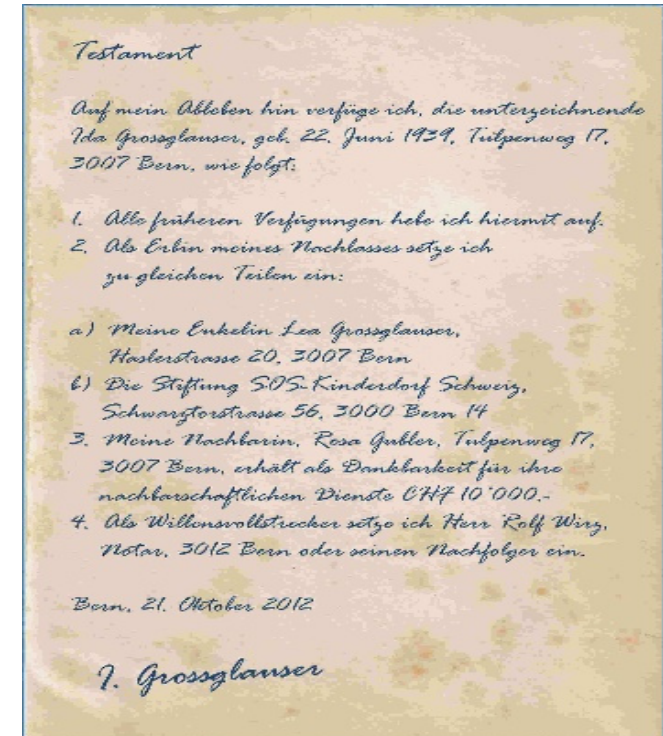 Testament
Auf mein Ableben hin verfüge ich, die unterzeichnende
Ida Grossglauser, geb. 22. Juni 1939, Tulpenweg 17,
3007 Bern, wie folgt:
1. Alle früheren Verfügungen hebe ich hiermit auf.
2. Als Erbin meines Nachlasses setze ich
zu gleichen Teilen ein:
a) Meine Enkelin Lea Grossglauser,
Haslerstrasse 20, 3007 Bern
b) Die Stiftung SOS-Kinderdorf Schweiz,
Schwarztorstrasse 56, 3000 Bern 14
3. Meine Nachbarin, Rosa Gubler, Tulpenweg 17,
3007 Bern, erhält als Dankbarkeit für ihre
nachbarschaftlichen Dienste CHF 10'000.-
4. Als Willensvollstrecker setze ich Herr Rolf Wirz,
Notar, 3012 Bern oder seinen Nachfolger ein.
Bern, 21. Oktober 2012
I. Grossglauser